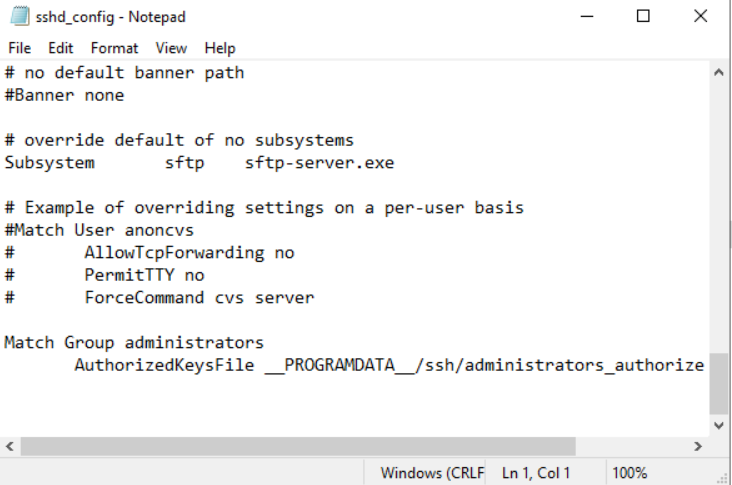 sshd_config - Notepad
File Edit Format View Help
# no default banner path
#Banner none
# override default of no subsystems
Subsystem sftp sftp-server.exe
# Example of overriding settings on a per-user basis
#Match User anoncvs
# AllowTcpForwarding no
# PermitTTY no
# ForceCommand cvs server
Match Group administrators
AuthorizedKeysFile __PROGRAMDATA__/ssh/administrators_authorize
Windows (CRLF Ln 1, Col 1 100%